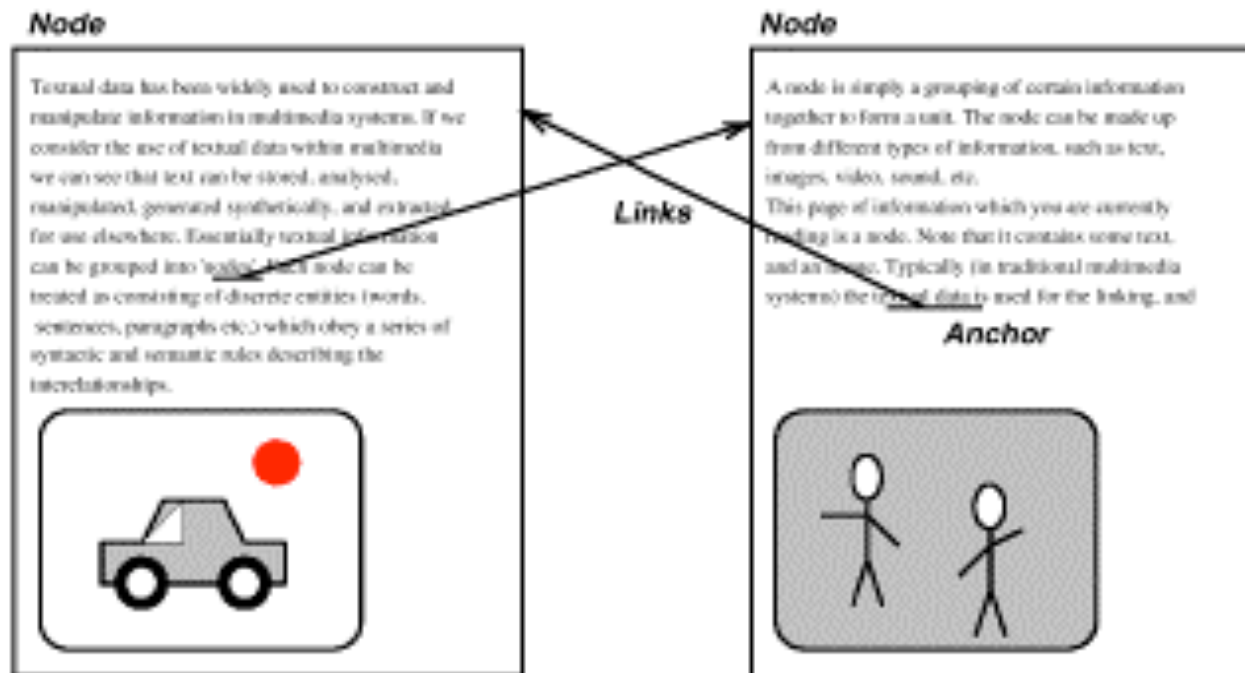 Node
Textual data has been widely used to construct and
manipulate information in multimedia systems. If we
consider the use of textual data within multimedia
we can see that text can be stored, analysed,
manipulated, generated synthetically, and extracted
for use elsewhere. Essentially textual information
can be grouped into 'nodes'. Each node can be
treated as consisting of discrete entities (words,
sentences, paragraphs etc.) which obey a series of
syntactic and semantic rules describing the
interelationships.
Links
Node
A node is simply a grouping of certain information
together to form a unit. The node can be made up
from different types of information, such as text,
images, video, sound, etc.
This page of information which you are currently
reading is a node. Note that it contains some text,
and an image. Typically (in traditional multimedia
systems) the textual data is used for the linking, and
Anchor